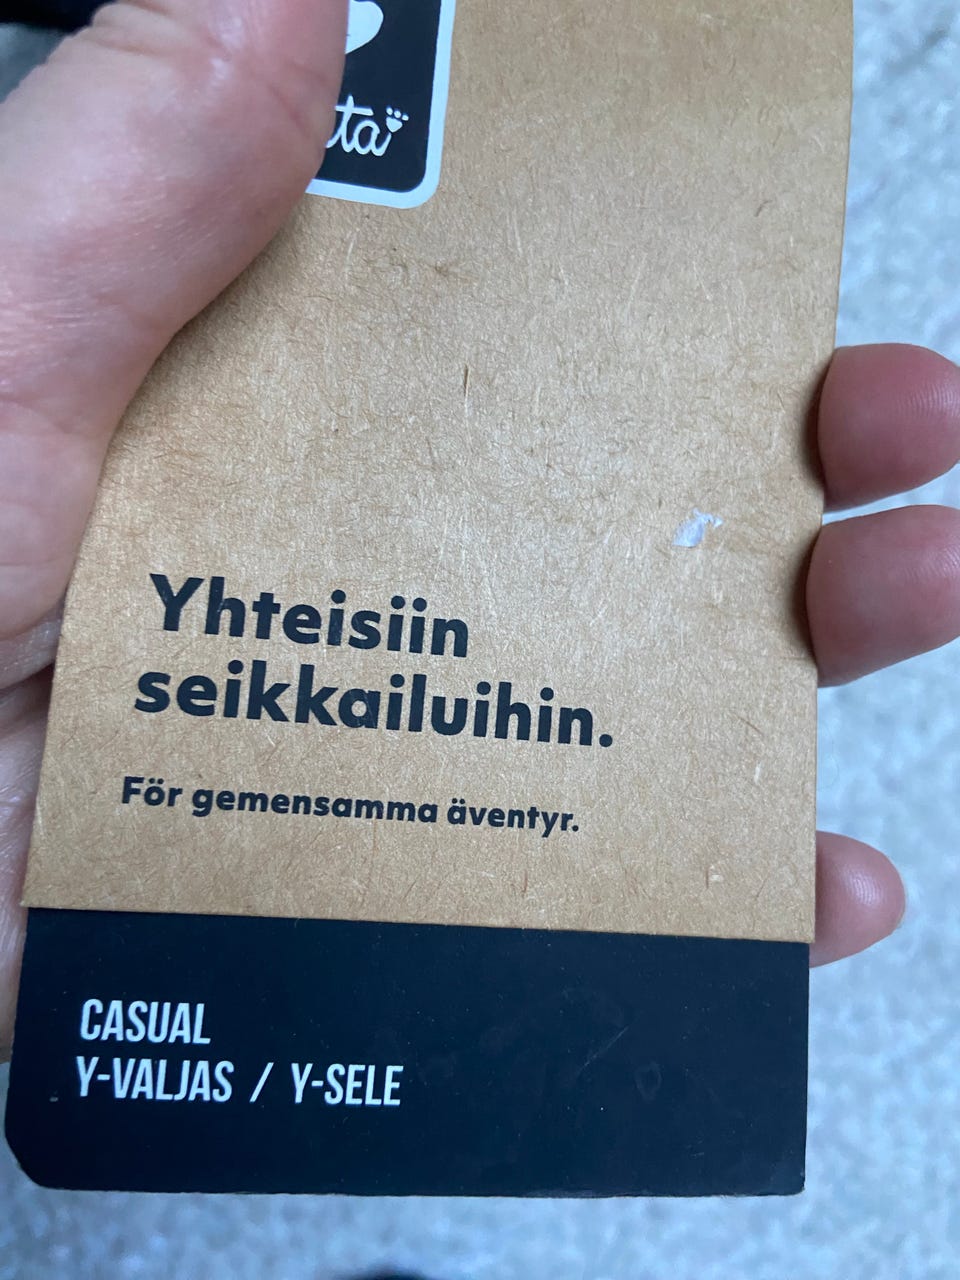 Yhteisiin
seikkailuihin.
För gemensamma äventyr.
CASUAL
Y-VALJAS / Y-SELE